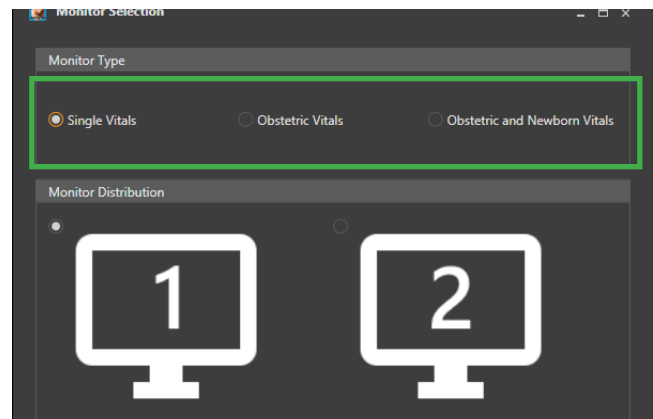 Monitor Selection
Monitor Type
Single Vitals
Obstetric Vitals
Obstetric and Newborn Vitals
Monitor Distribution
1
2